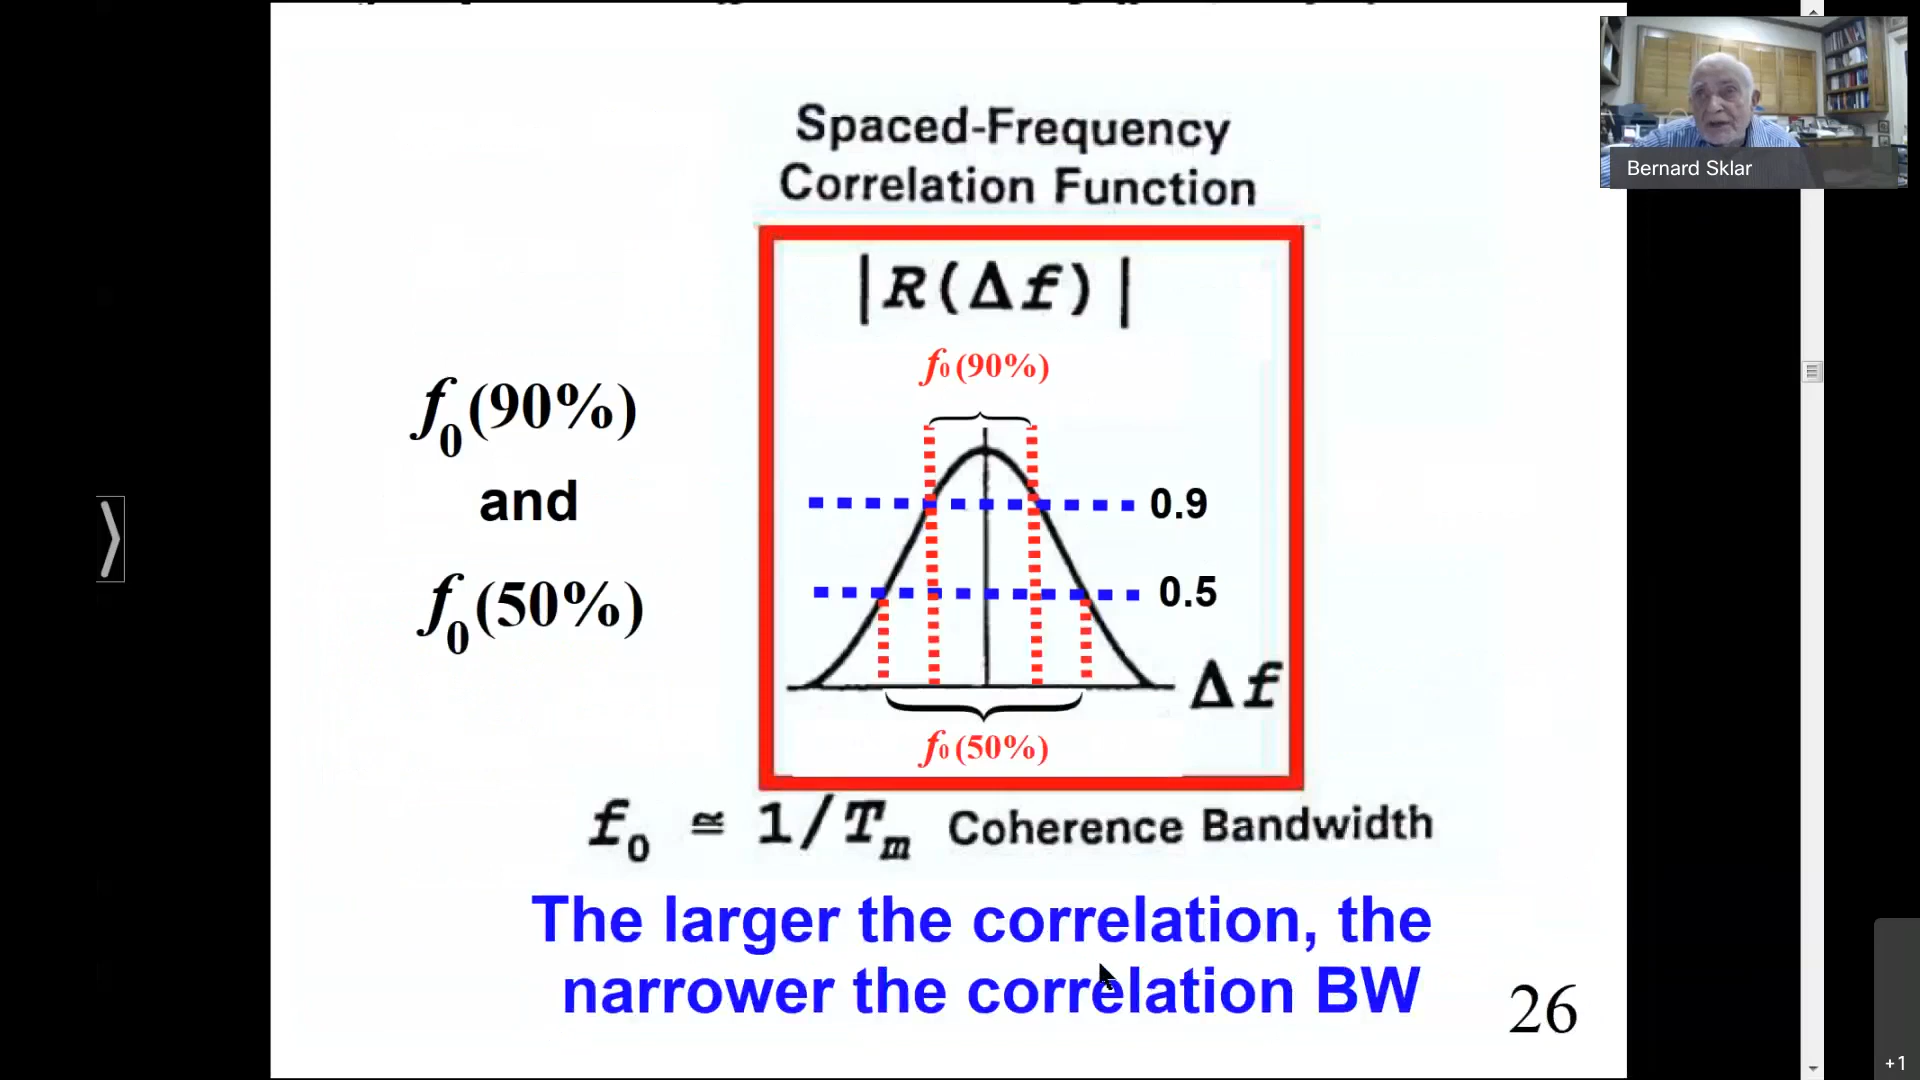 Spaced-Frequency
Correlation Function
|R(Δf)|
f0(90%)
f0(90%)
and
f0(50%)
0.9
0.5
Δf
f0(50%)
f0 ≅ 1/Tm Coherence Bandwidth
The larger the correlation, the
narrower the correlation BW
26
Bernard Sklar
+1